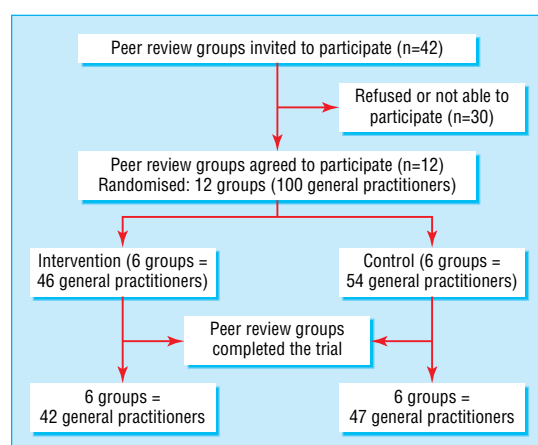 Peer review groups invited to participate (n=42)
Refused or not able to
participate (n=30)
Peer review groups agreed to participate (n=12)
Randomised: 12 groups (100 general practitioners)
Intervention (6 groups =
46 general practitioners)
Control (6 groups =
54 general practitioners)
Peer review groups
completed the trial
6 groups =
42 general practitioners
6 groups =
47 general practitioners